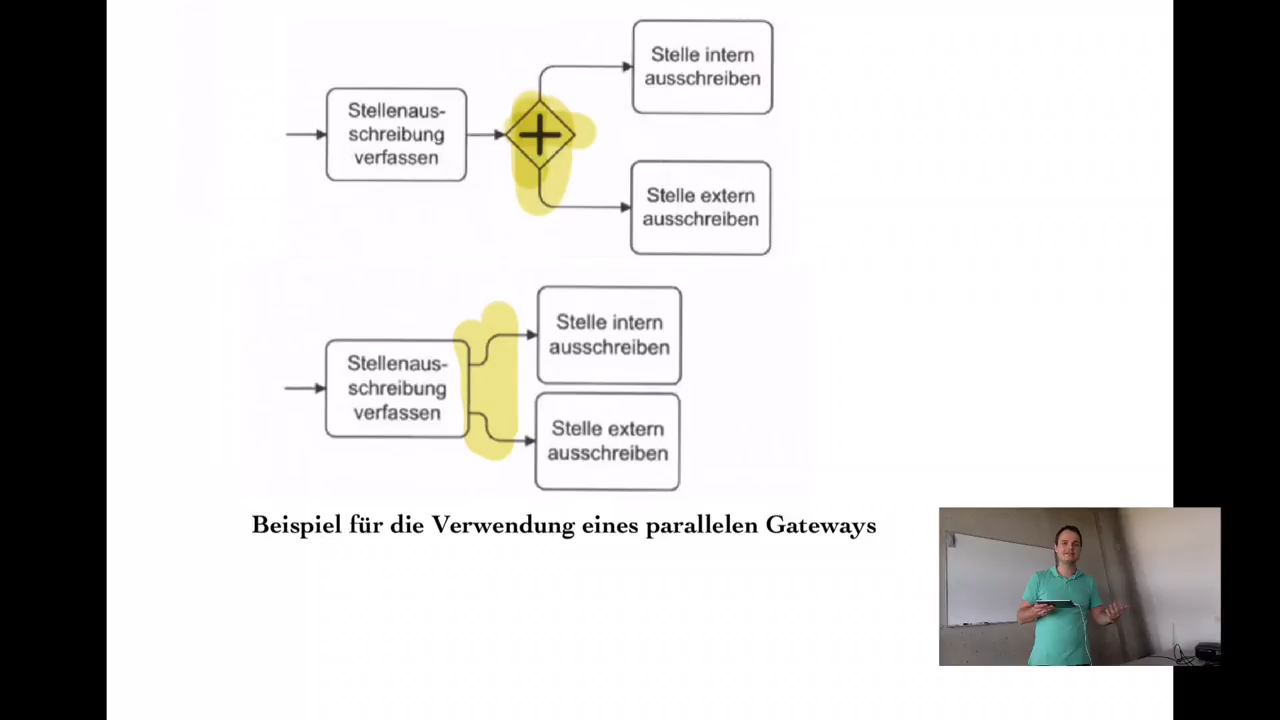 Stelle intern
ausschreiben
Stellenaus-
schreibung
verfassen
Stelle extern
ausschreiben
Stelle intern
ausschreiben
Stellenaus-
schreibung
verfassen
Stelle extern
ausschreiben
Beispiel für die Verwendung eines parallelen Gateways